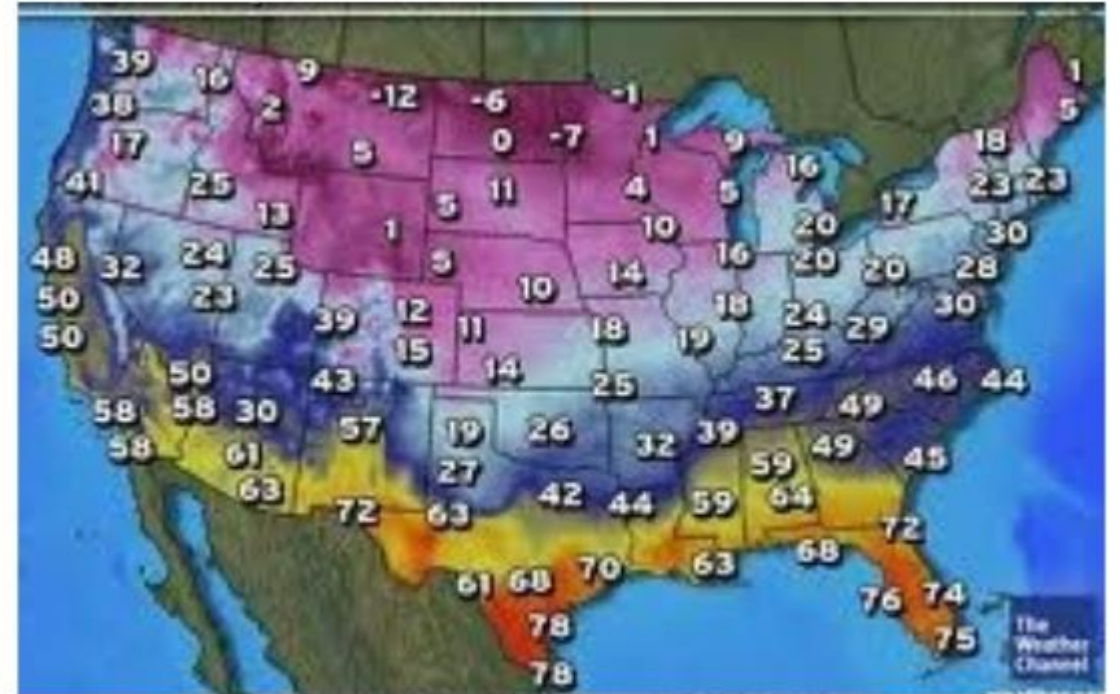 39 16 9 -12 -6 -1 1
38 2 5
17 5 0 -7 1 9 18
41 25 13 5 11 4 5 16 23 23
1 10 17 20 30
48 32 24 25 5 14 16 20 20 28
50 23 10 18 24 30
50 39 12 11 18 19 29
15 14 25
50 43 25 46 44
58 58 30 37 49
58 61 57 19 26 32 39 49 45
63 27 59
72 63 42 44 59 64
72
61 68 70 63 68
76 74
78 75
78
The
Weather
Channel